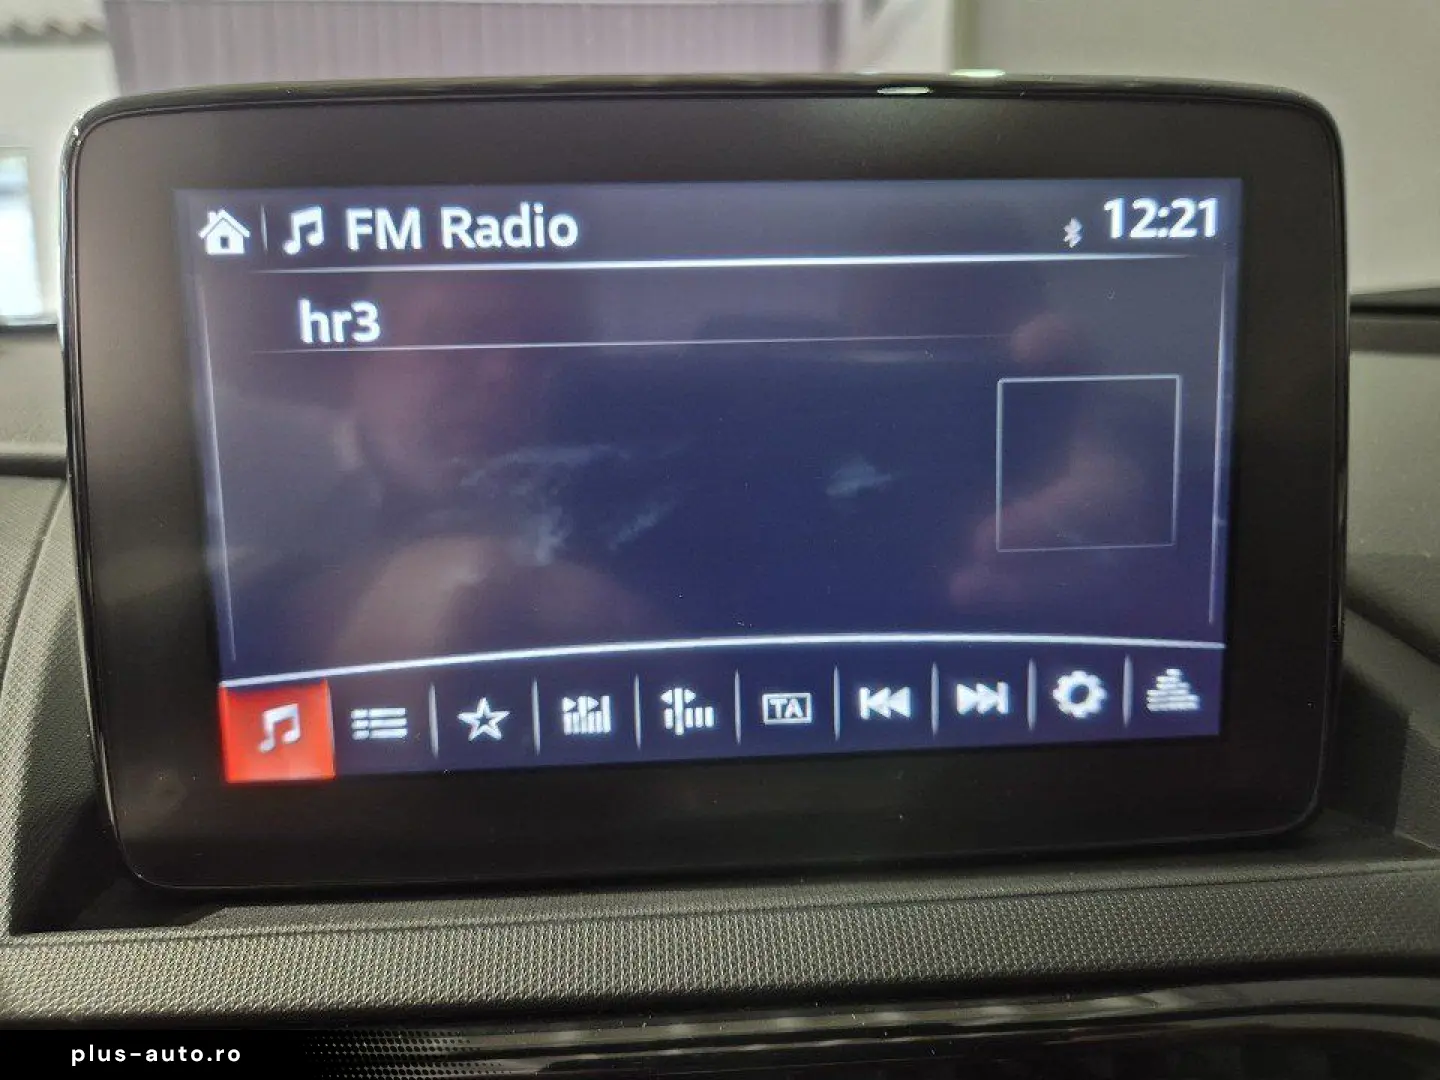 FM Radio
12:21
hr3
TA
plus-auto.ro